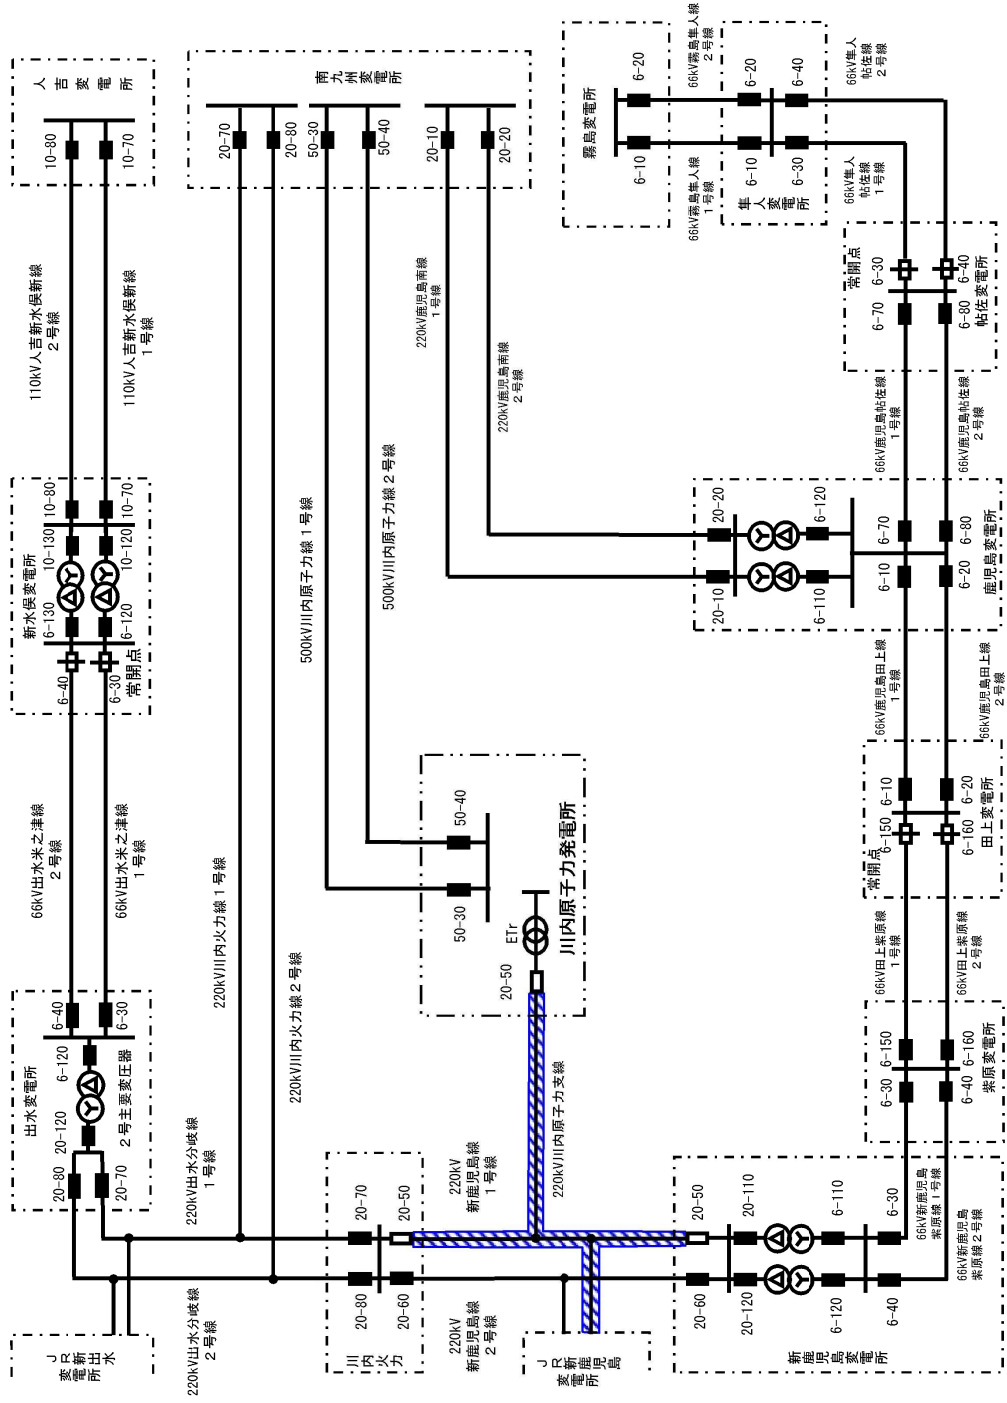 人吉変電所
10-80
10-70
110kV人吉新水俣新線
２号線
110kV人吉新水俣新線
１号線
新水俣変電所
10-80
10-70
10-130
10-120
6-130
6-120
6-40
6-30
常開点
66kV出水米之津線
２号線
66kV出水米之津線
１号線
出水変電所
6-40
6-30
6-120
20-120
２号主要変圧器
20-80
20-70
220kV出水分岐線
１号線
220kV出水分岐線
２号線
ＪＲ新出水
変電所
南九州変電所
20-70
20-80
50-30
50-40
20-10
20-20
220kV川内火力線１号線
220kV川内火力線２号線
500kV川内原子力線１号線
500kV川内原子力線２号線
220kV鹿児島南線
１号線
220kV鹿児島南線
２号線
川内原子力発電所
50-40
50-30
ETr
20-50
220kV川内原子力支線
川内火力
20-70
20-80
20-50
20-60
220kV
新鹿児島線
１号線
220kV
新鹿児島線
２号線
ＪＲ新鹿児島
変電所
霧島変電所
6-20
6-10
66kV霧島隼人線
２号線
66kV霧島隼人線
１号線
隼人変電所
6-20
6-40
6-10
6-30
66kV隼人
帖佐線
２号線
66kV隼人
帖佐線
１号線
常開点
6-30
6-40
6-70
6-80
帖佐変電所
66kV鹿児島帖佐線
１号線
66kV鹿児島帖佐線
２号線
鹿児島変電所
20-20
20-10
6-120
6-110
6-70
6-80
6-10
6-20
66kV鹿児島田上線
１号線
66kV鹿児島田上線
２号線
常開点
6-10
6-20
6-150
6-160
田上変電所
66kV田上紫原線
１号線
66kV田上紫原線
２号線
6-150
6-160
6-30
6-40
紫原変電所
66kV新鹿児島
紫原線１号線
66kV新鹿児島
紫原線２号線
新鹿児島変電所
20-50
20-60
20-110
20-120
6-110
6-120
6-30
6-40